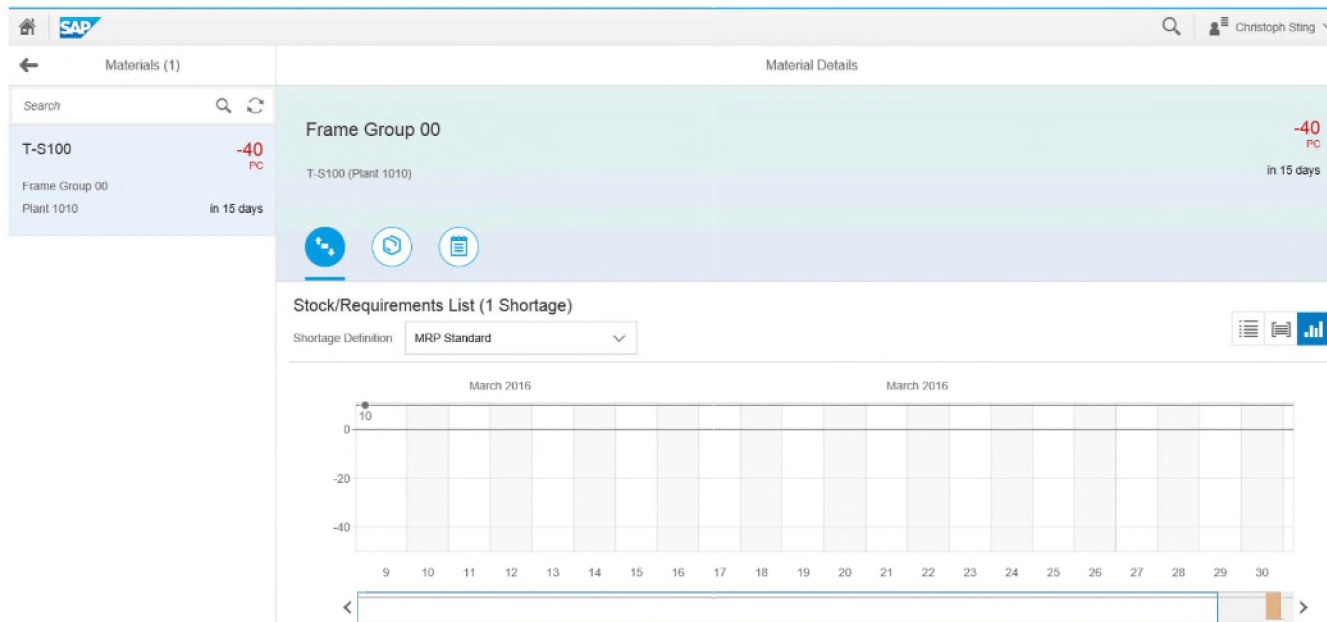 SAP
Christoph Sting
Materials (1)
Material Details
Search
T-S100
-40
PC
Frame Group 00
Plant 1010
in 15 days
Frame Group 00
-40
PC
T-S100 (Plant 1010)
in 15 days
Stock/Requirements List (1 Shortage)
Shortage Definition
MRP Standard
March 2016
March 2016
10
0
-20
-40
9 10 11 12 13 14 15 16 17 18 19 20 21 22 23 24 25 26 27 28 29 30